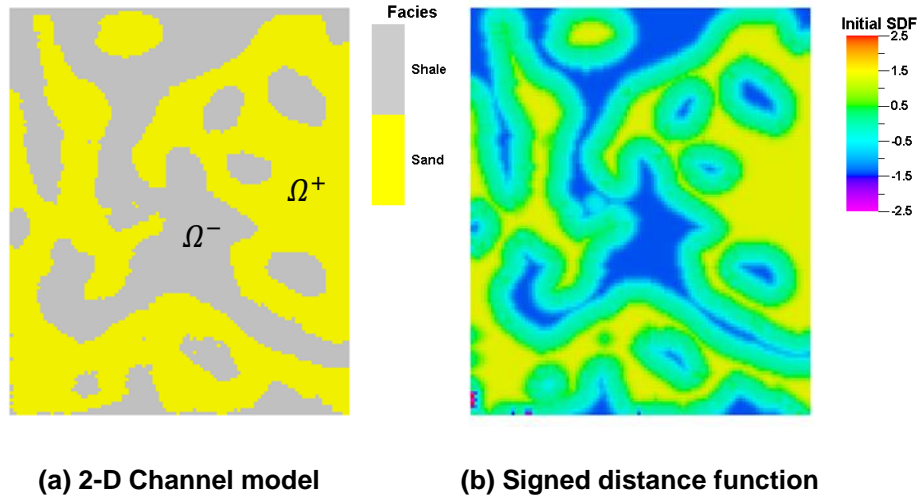 Facies
Shale
Sand
Ω⁺
Ω⁻
Initial SDF
2.5
1.5
0.5
-0.5
-1.5
-2.5
(a) 2-D Channel model
(b) Signed distance function